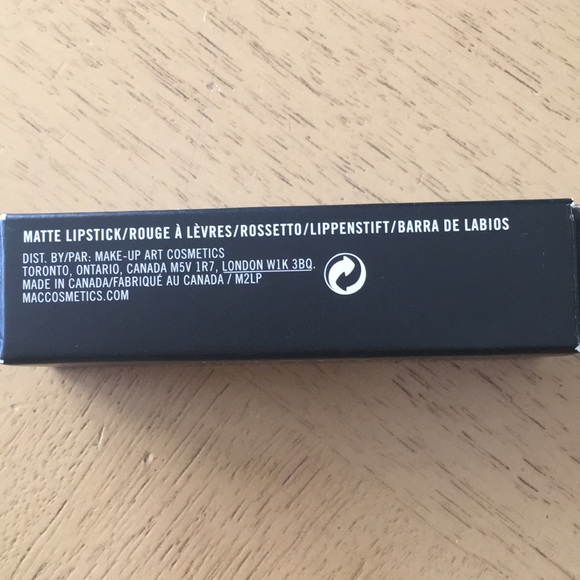 MATTE LIPSTICK/ROUGE À LÈVRES/ROSSETTO/LIPPENSTIFT/BARRA DE LABIOS
DIST. BY/PAR: MAKE-UP ART COSMETICS
TORONTO, ONTARIO, CANADA M5V 1R7, LONDON W1K 3BQ.
MADE IN CANADA/FABRIQUÉ AU CANADA / M2LP
MACCOSMETICS.COM